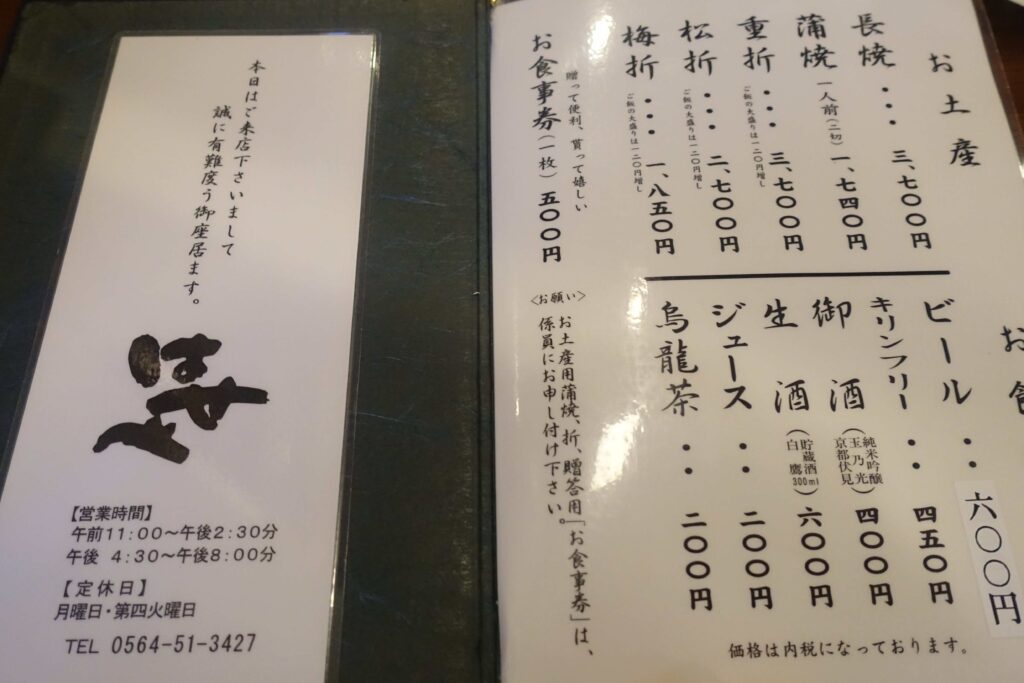 本日はご来店下さいまして
誠に有難度う御座居ます。
【営業時間】
午前11:00～午後2:30分
午後 4:30～午後8:00分
【定休日】
月曜日・第四火曜日
TEL 0564-51-3427
お土産
長焼・・・三、七〇〇円
蒲焼 一人前(二切) 一、七四〇円
重折・・・三、七〇〇円
ご飯の大盛りは一二〇円増し
松折・・・二、七〇〇円
ご飯の大盛りは一二〇円増し
梅折・・・一、八五〇円
ご飯の大盛りは一二〇円増し
贈って便利、貰って嬉しい
お食事券(一枚)五〇〇円
お
ビール・・六〇〇円
キリンフリー・・四五〇円
御酒(純米吟醸 玉乃光 京都伏見)四〇〇円
生酒(貯蔵酒 白鷹 300ml)六〇〇円
ジュース・・二〇〇円
烏龍茶・・二〇〇円
〈お願い〉
お土産用蒲焼、折、贈答用『お食事券』は、
係員にお申し付け下さい。
価格は内税になっております。